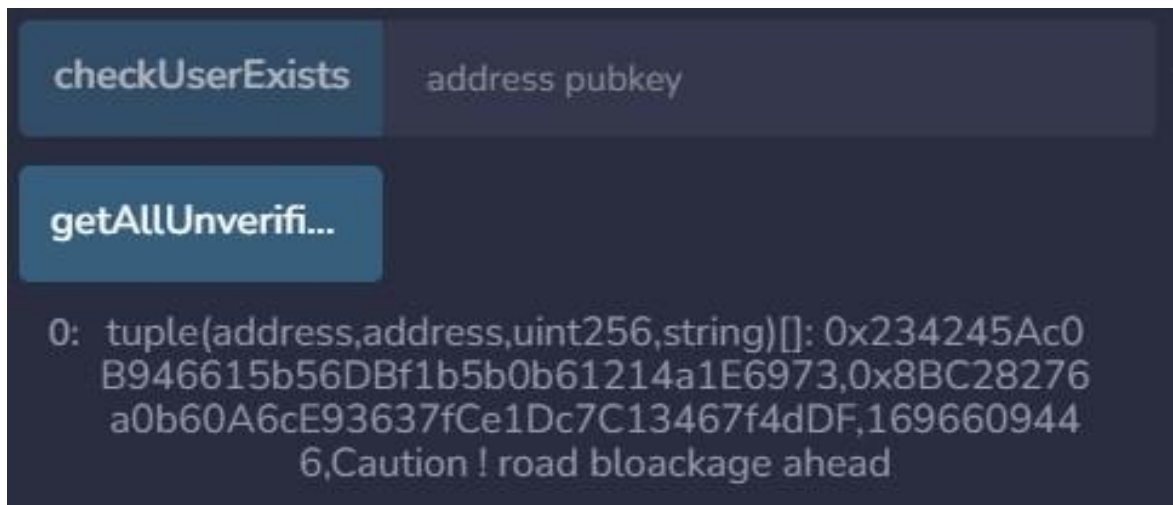 checkUserExists address pubkey
getAllUnverifi...
0: tuple(address,address,uint256,string)[]: 0x234245Ac0
B946615b56DBf1b5b0b61214a1E6973,0x8BC28276
a0b60A6cE93637fCe1Dc7C13467f4dDF,169660944
6,Caution ! road bloackage ahead